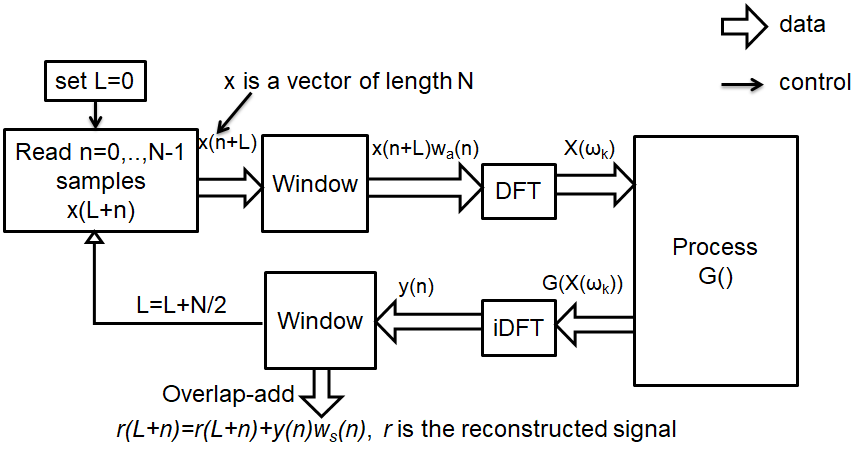 data
control
set L=0
x is a vector of length N
Read n=0,..,N-1
samples
x(L+n)
x(n+L)
Window
x(n+L)wₐ(n)
DFT
X(ωₖ)
Process
G()
G(X(ωₖ))
iDFT
y(n)
Window
L=L+N/2
Overlap-add
r(L+n)=r(L+n)+y(n)wₛ(n), r is the reconstructed signal